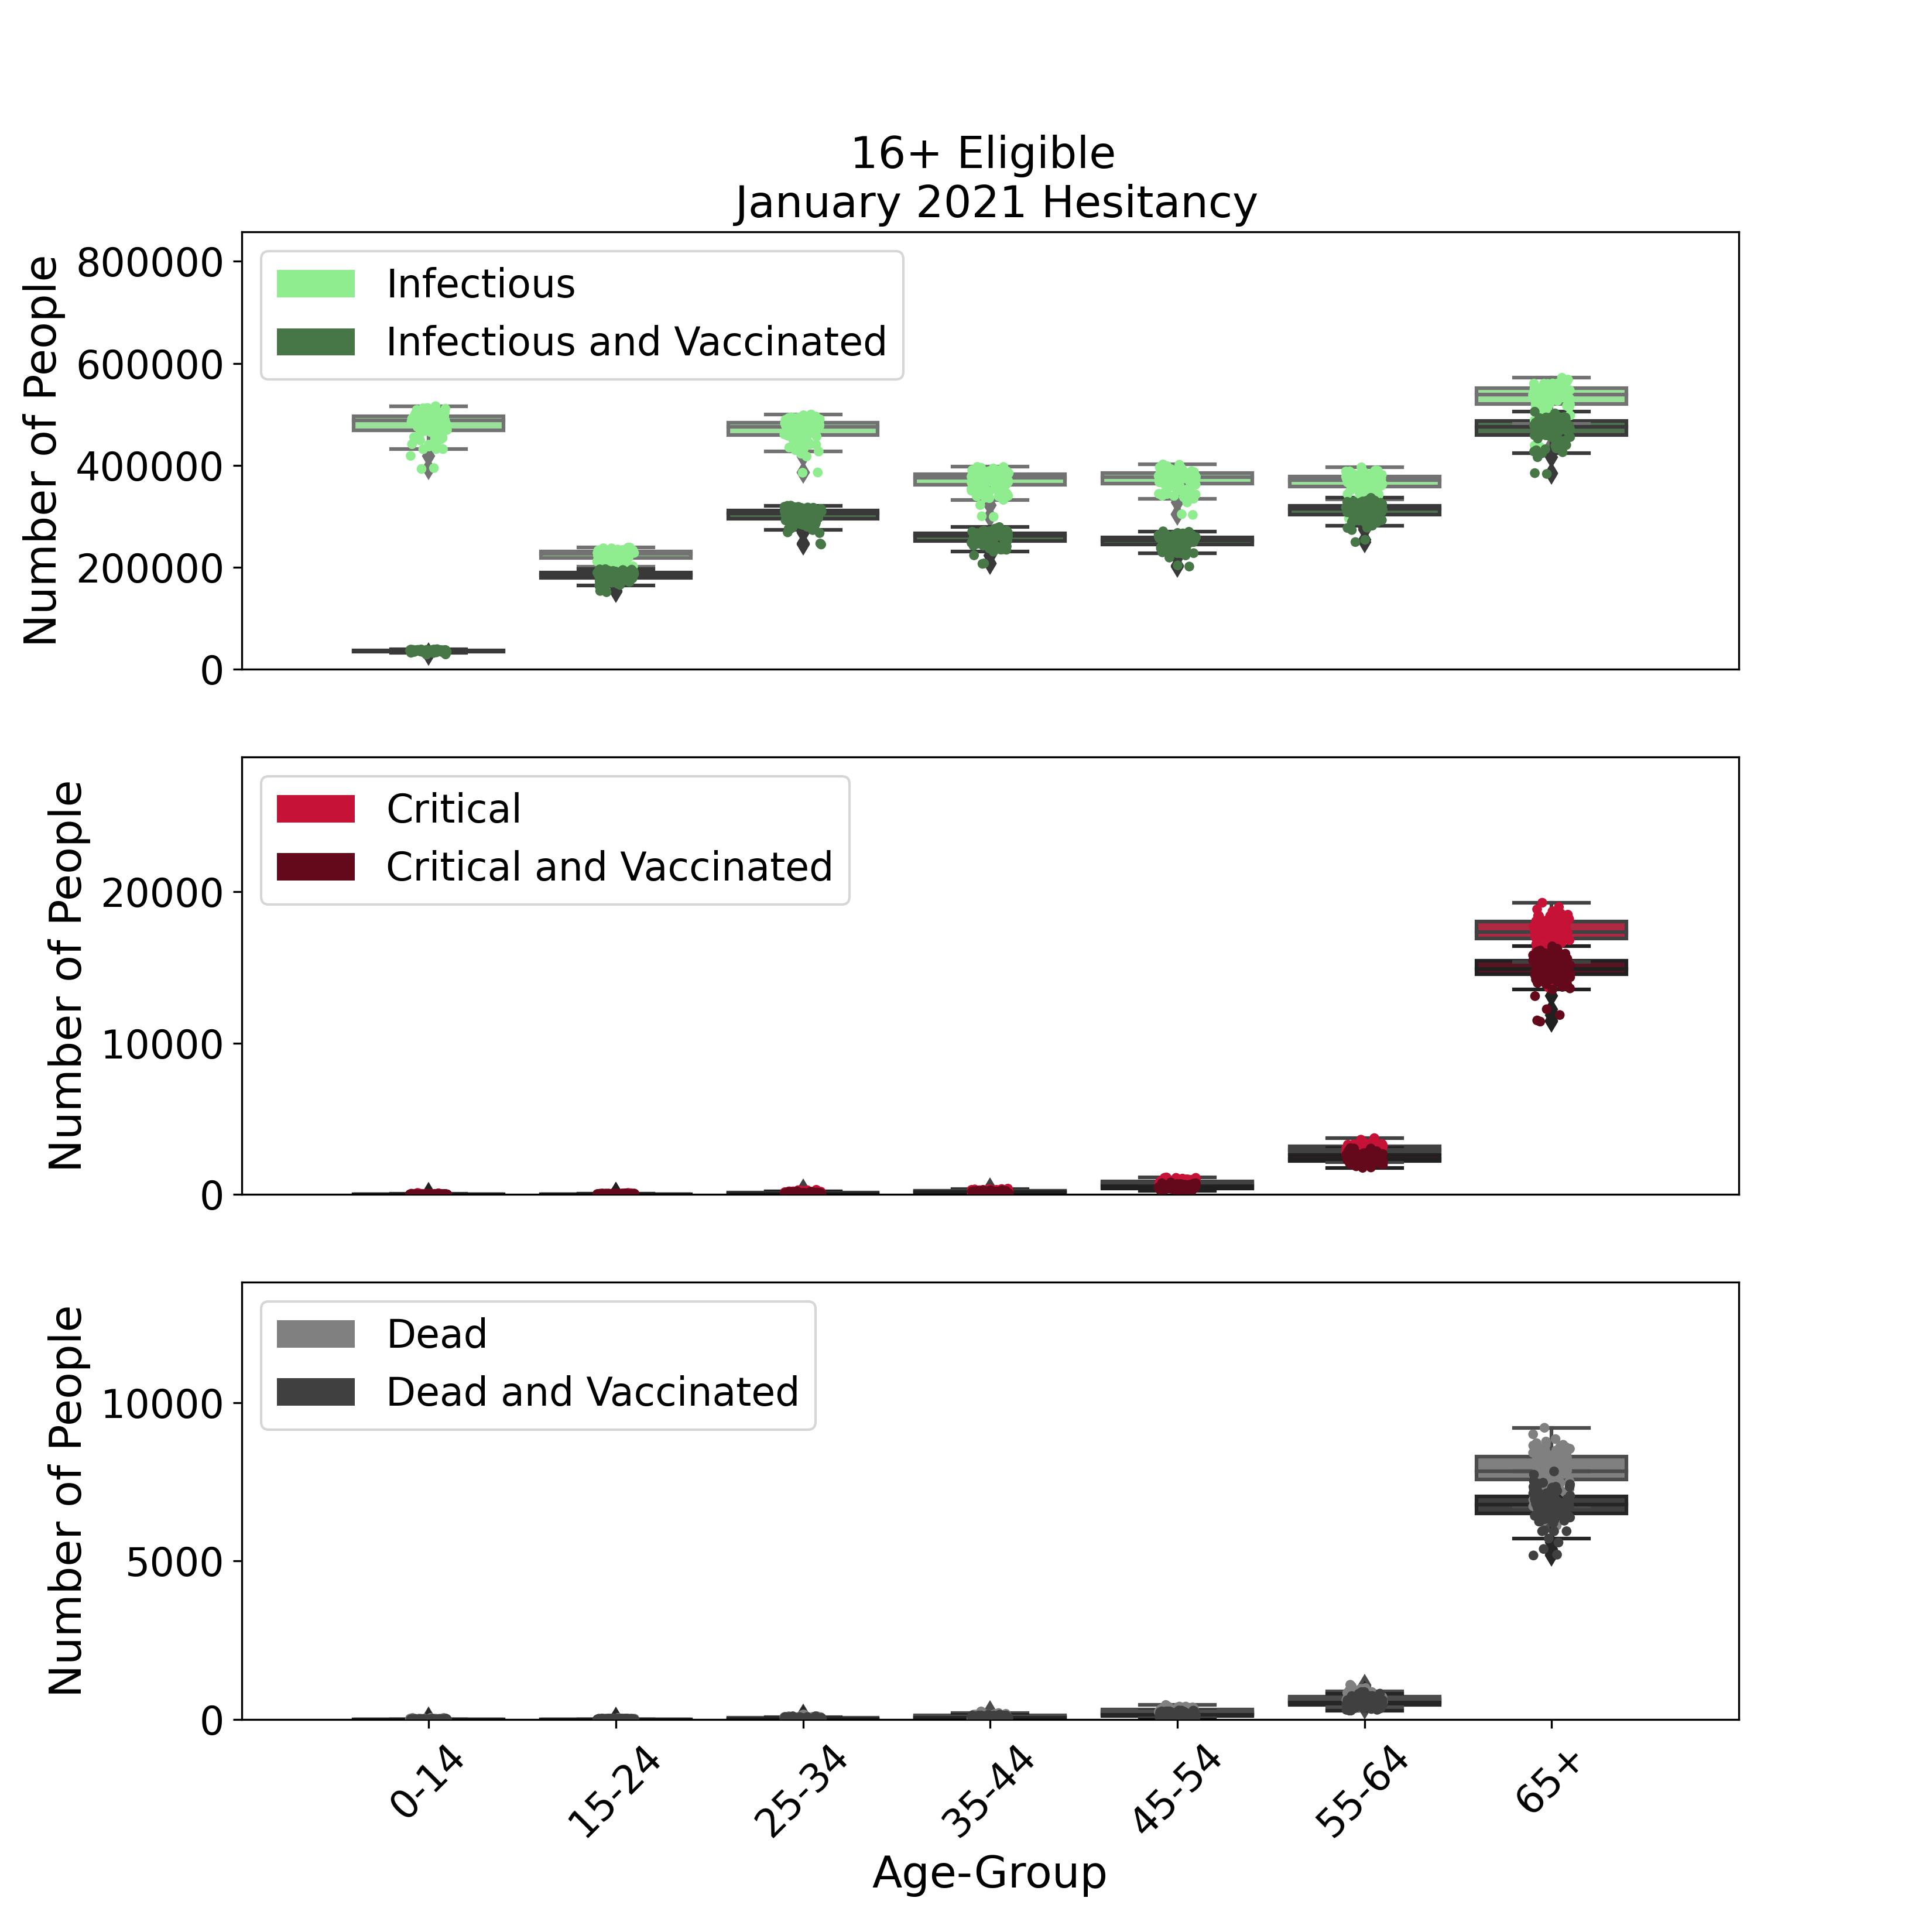 16+ Eligible
January 2021 Hesitancy
Number of People
800000
600000
400000
200000
0
Infectious
Infectious and Vaccinated
Number of People
20000
10000
0
Critical
Critical and Vaccinated
Number of People
10000
5000
0
Dead
Dead and Vaccinated
0-14
15-24
25-34
35-44
45-54
55-64
65+
Age-Group